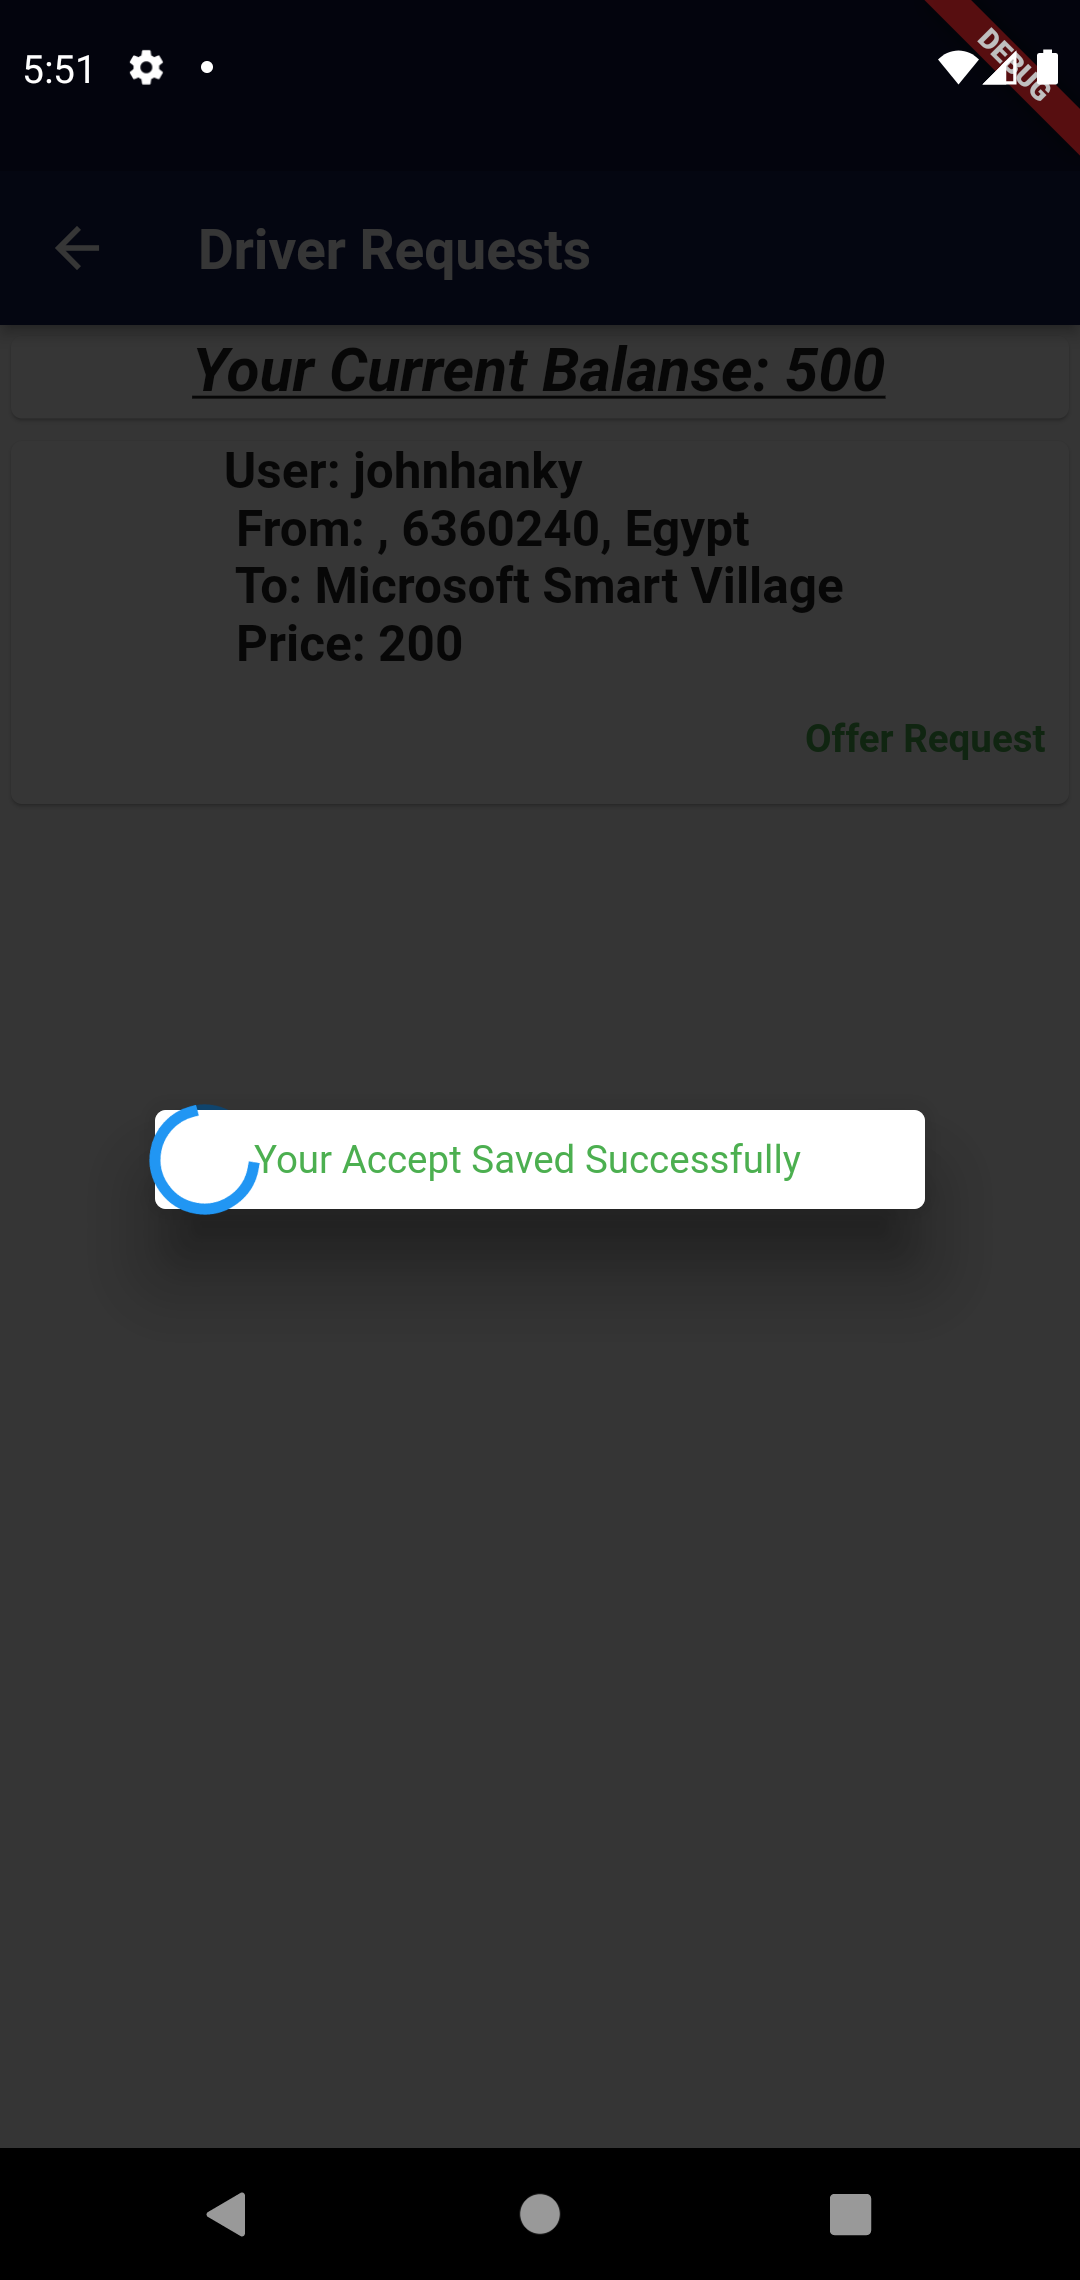 5:51
DEBUG
Driver Requests
Your Current Balanse: 500
User: johnhanky
From: , 6360240, Egypt
To: Microsoft Smart Village
Price: 200
Offer Request
Your Accept Saved Successfully